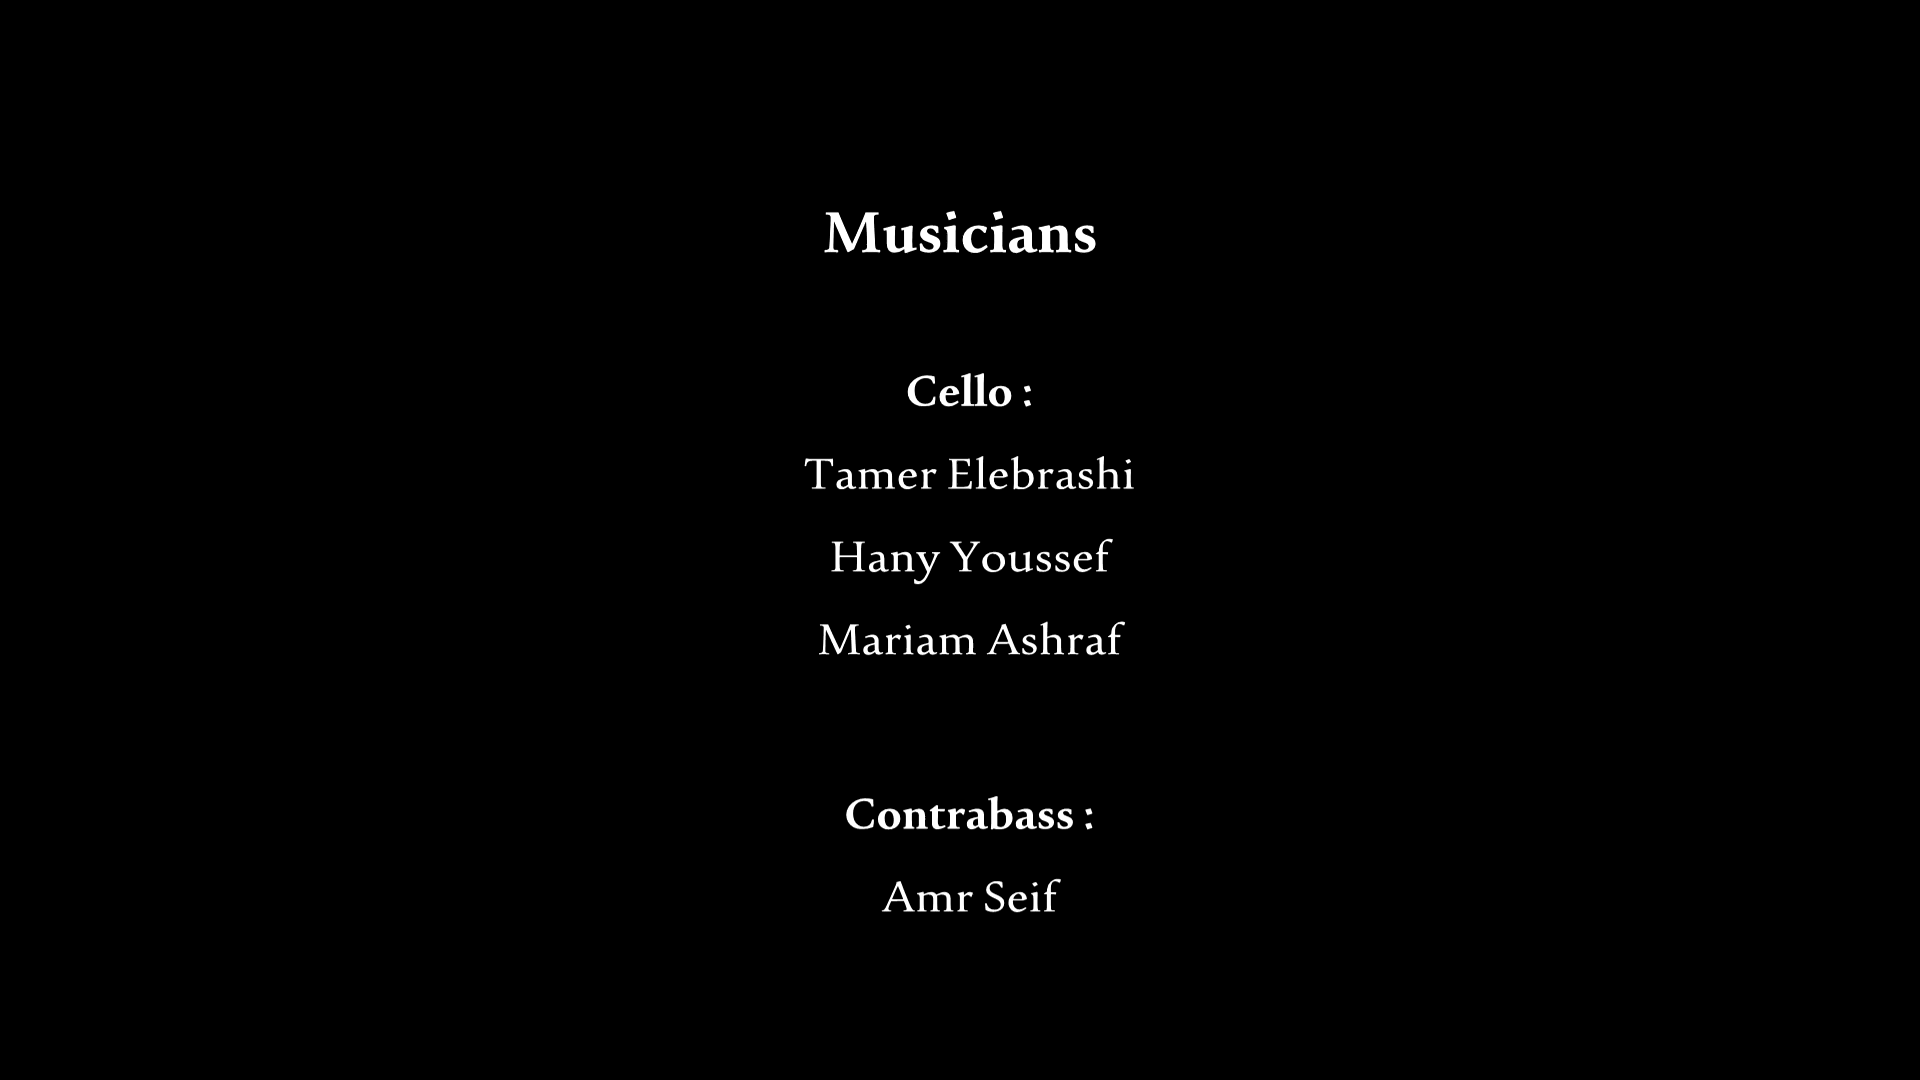 Musicians
Cello :
Tamer Elebrashi
Hany Youssef
Mariam Ashraf
Contrabass :
Amr Seif